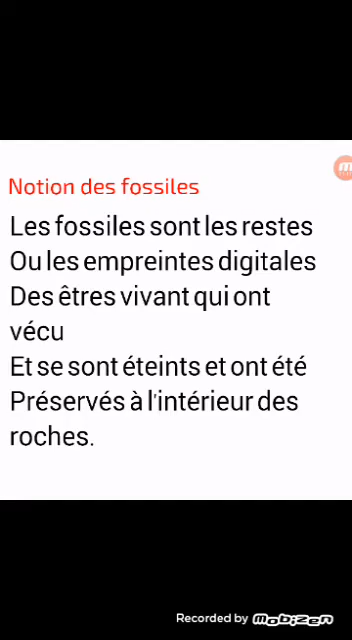 Notion des fossiles
Les fossiles sont les restes
Ou les empreintes digitales
Des êtres vivant qui ont
vécu
Et se sont éteints et ont été
Préservés à l'intérieur des
roches.
Recorded by Mobizen